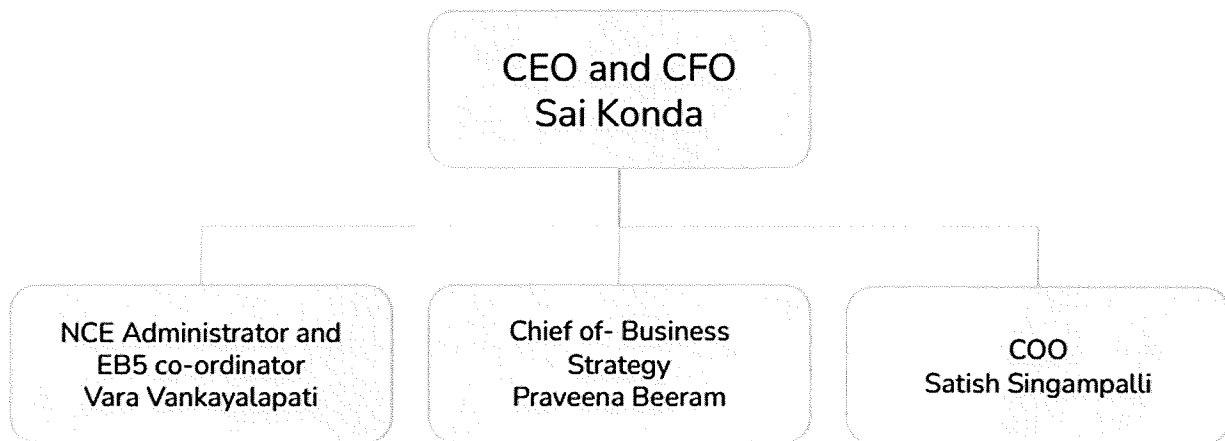 CEO and CFO
Sai Konda
NCE Administrator and
EB5 co-ordinator
Vara Vankayalapati
Chief of- Business
Strategy
Praveena Beeram
COO
Satish Singampalli